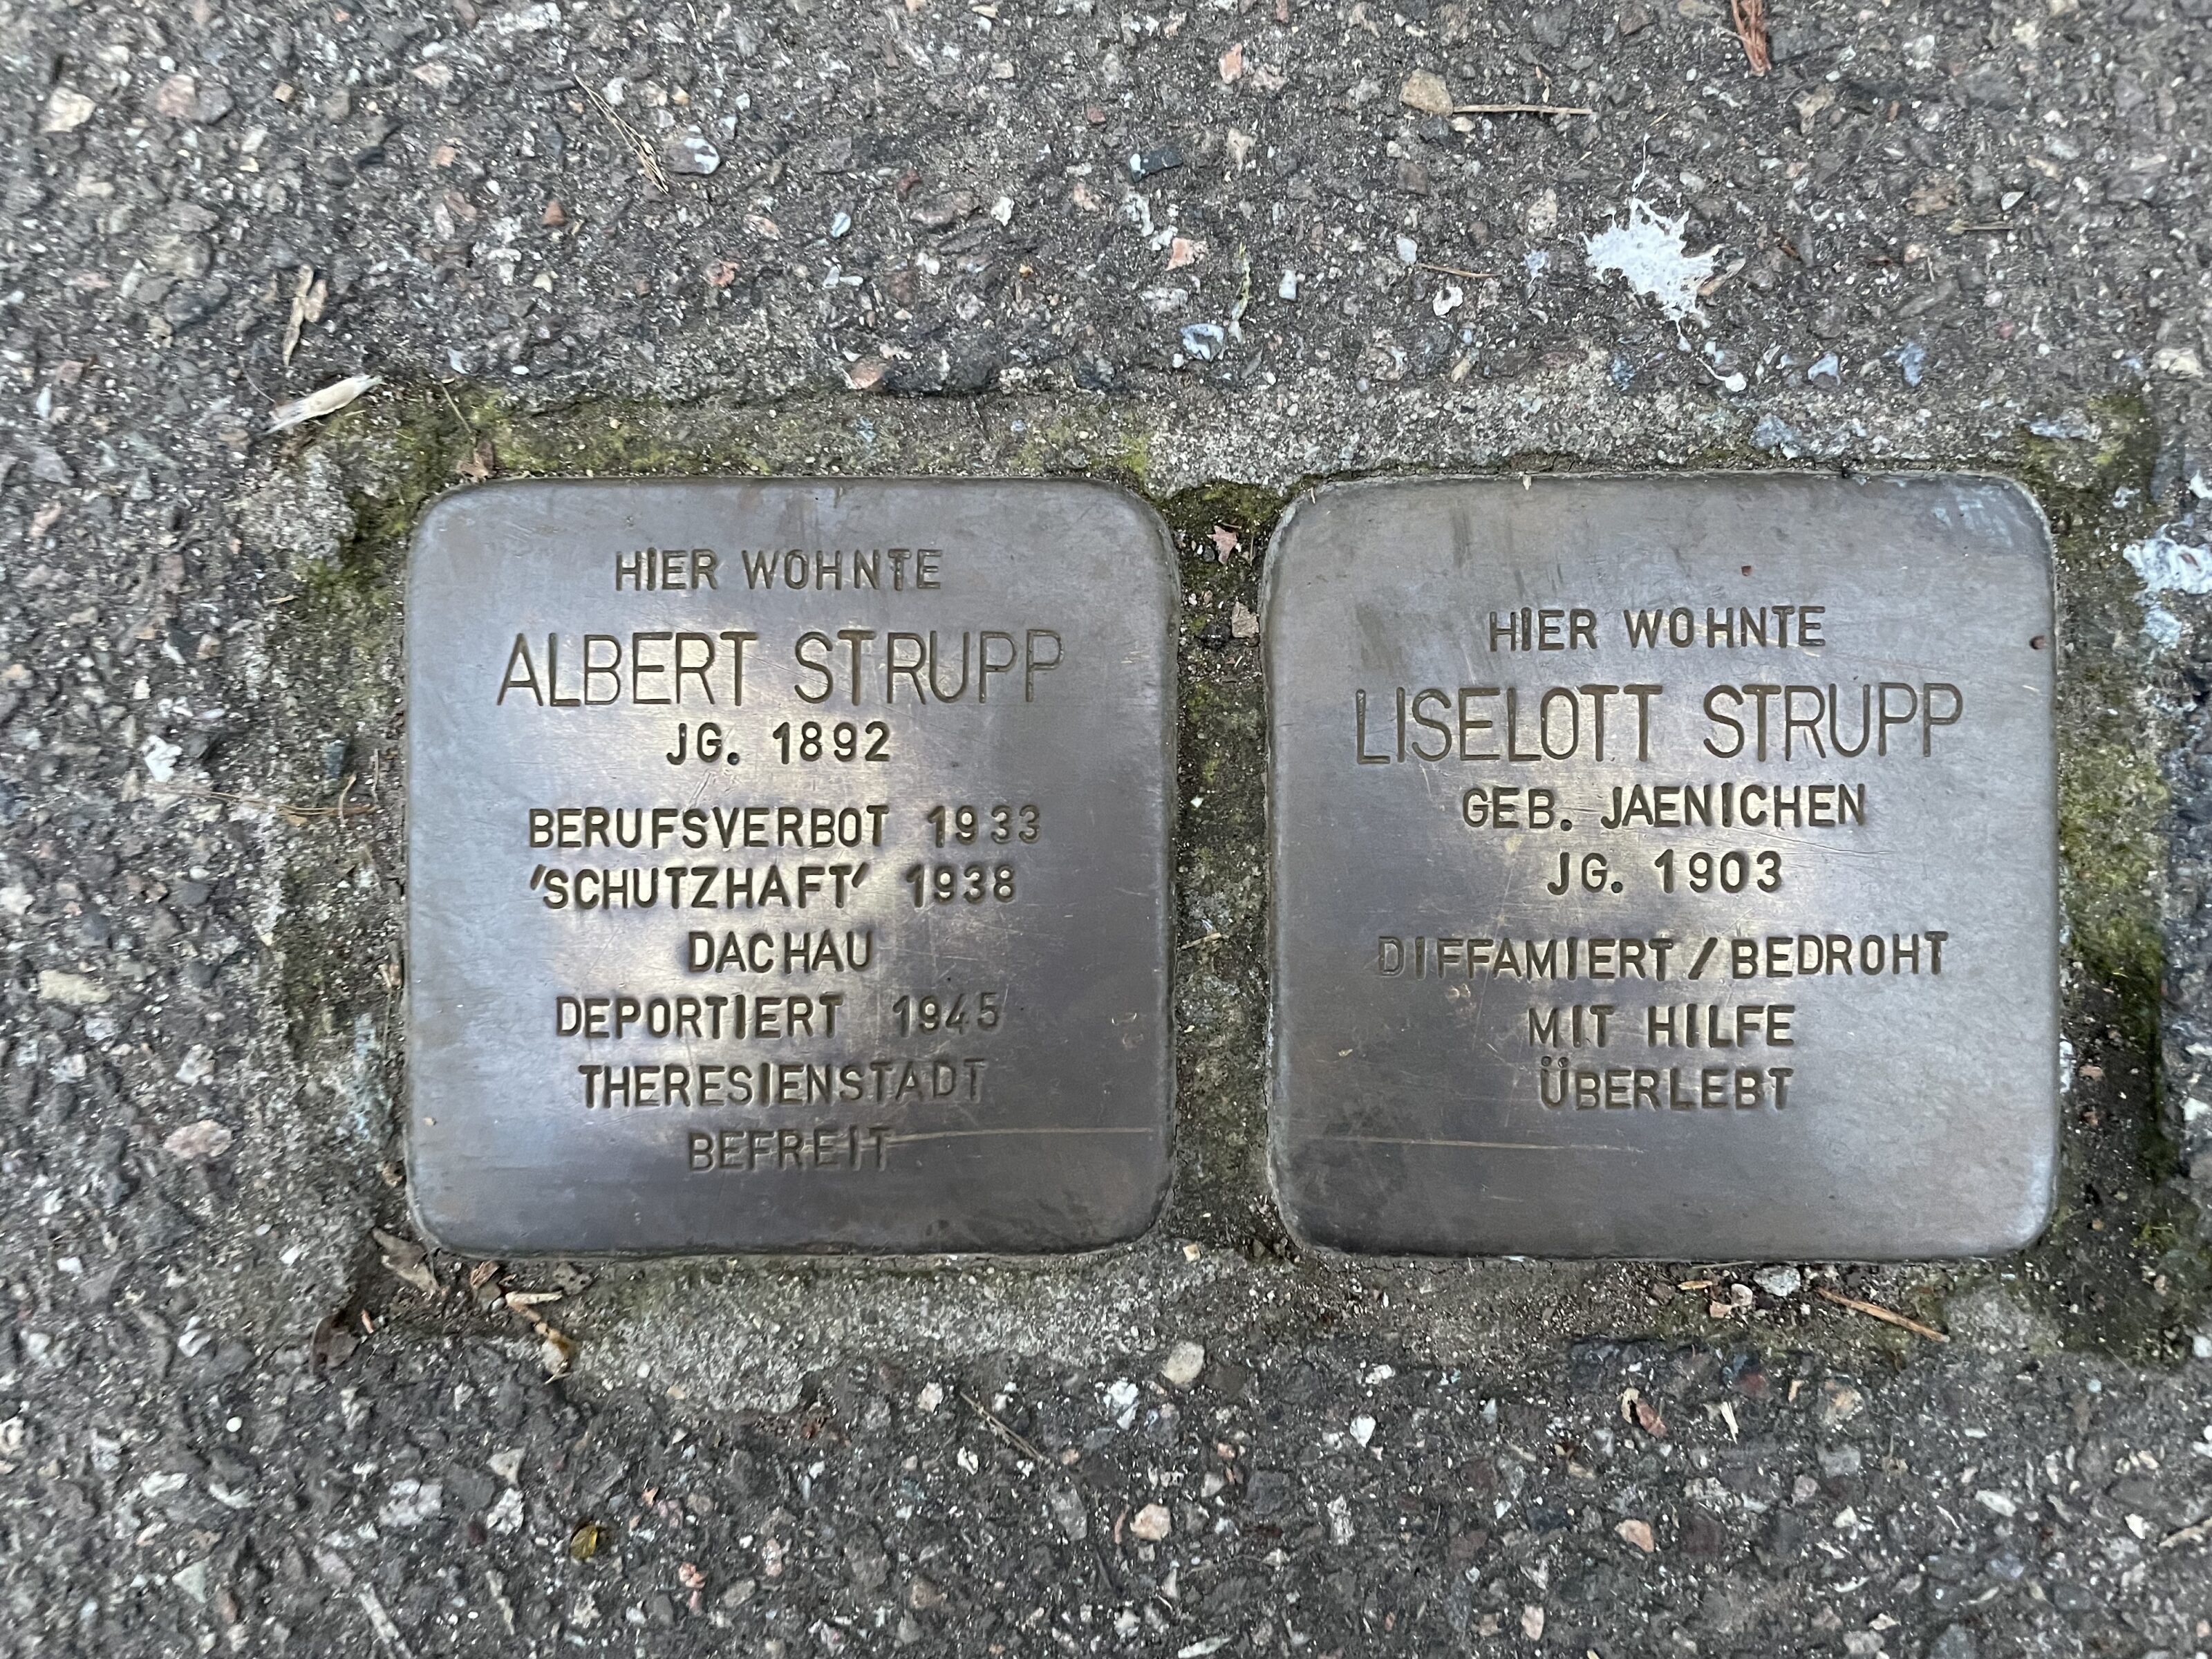 HIER WOHNTE
ALBERT STRUPP
JG. 1892
BERUFSVERBOT 1933
'SCHUTZHAFT' 1938
DACHAU
DEPORTIERT 1945
THERESIENSTADT
BEFREIT
HIER WOHNTE
LISELOTT STRUPP
GEB. JAENICHEN
JG. 1903
DIFFAMIERT / BEDROHT
MIT HILFE
ÜBERLEBT